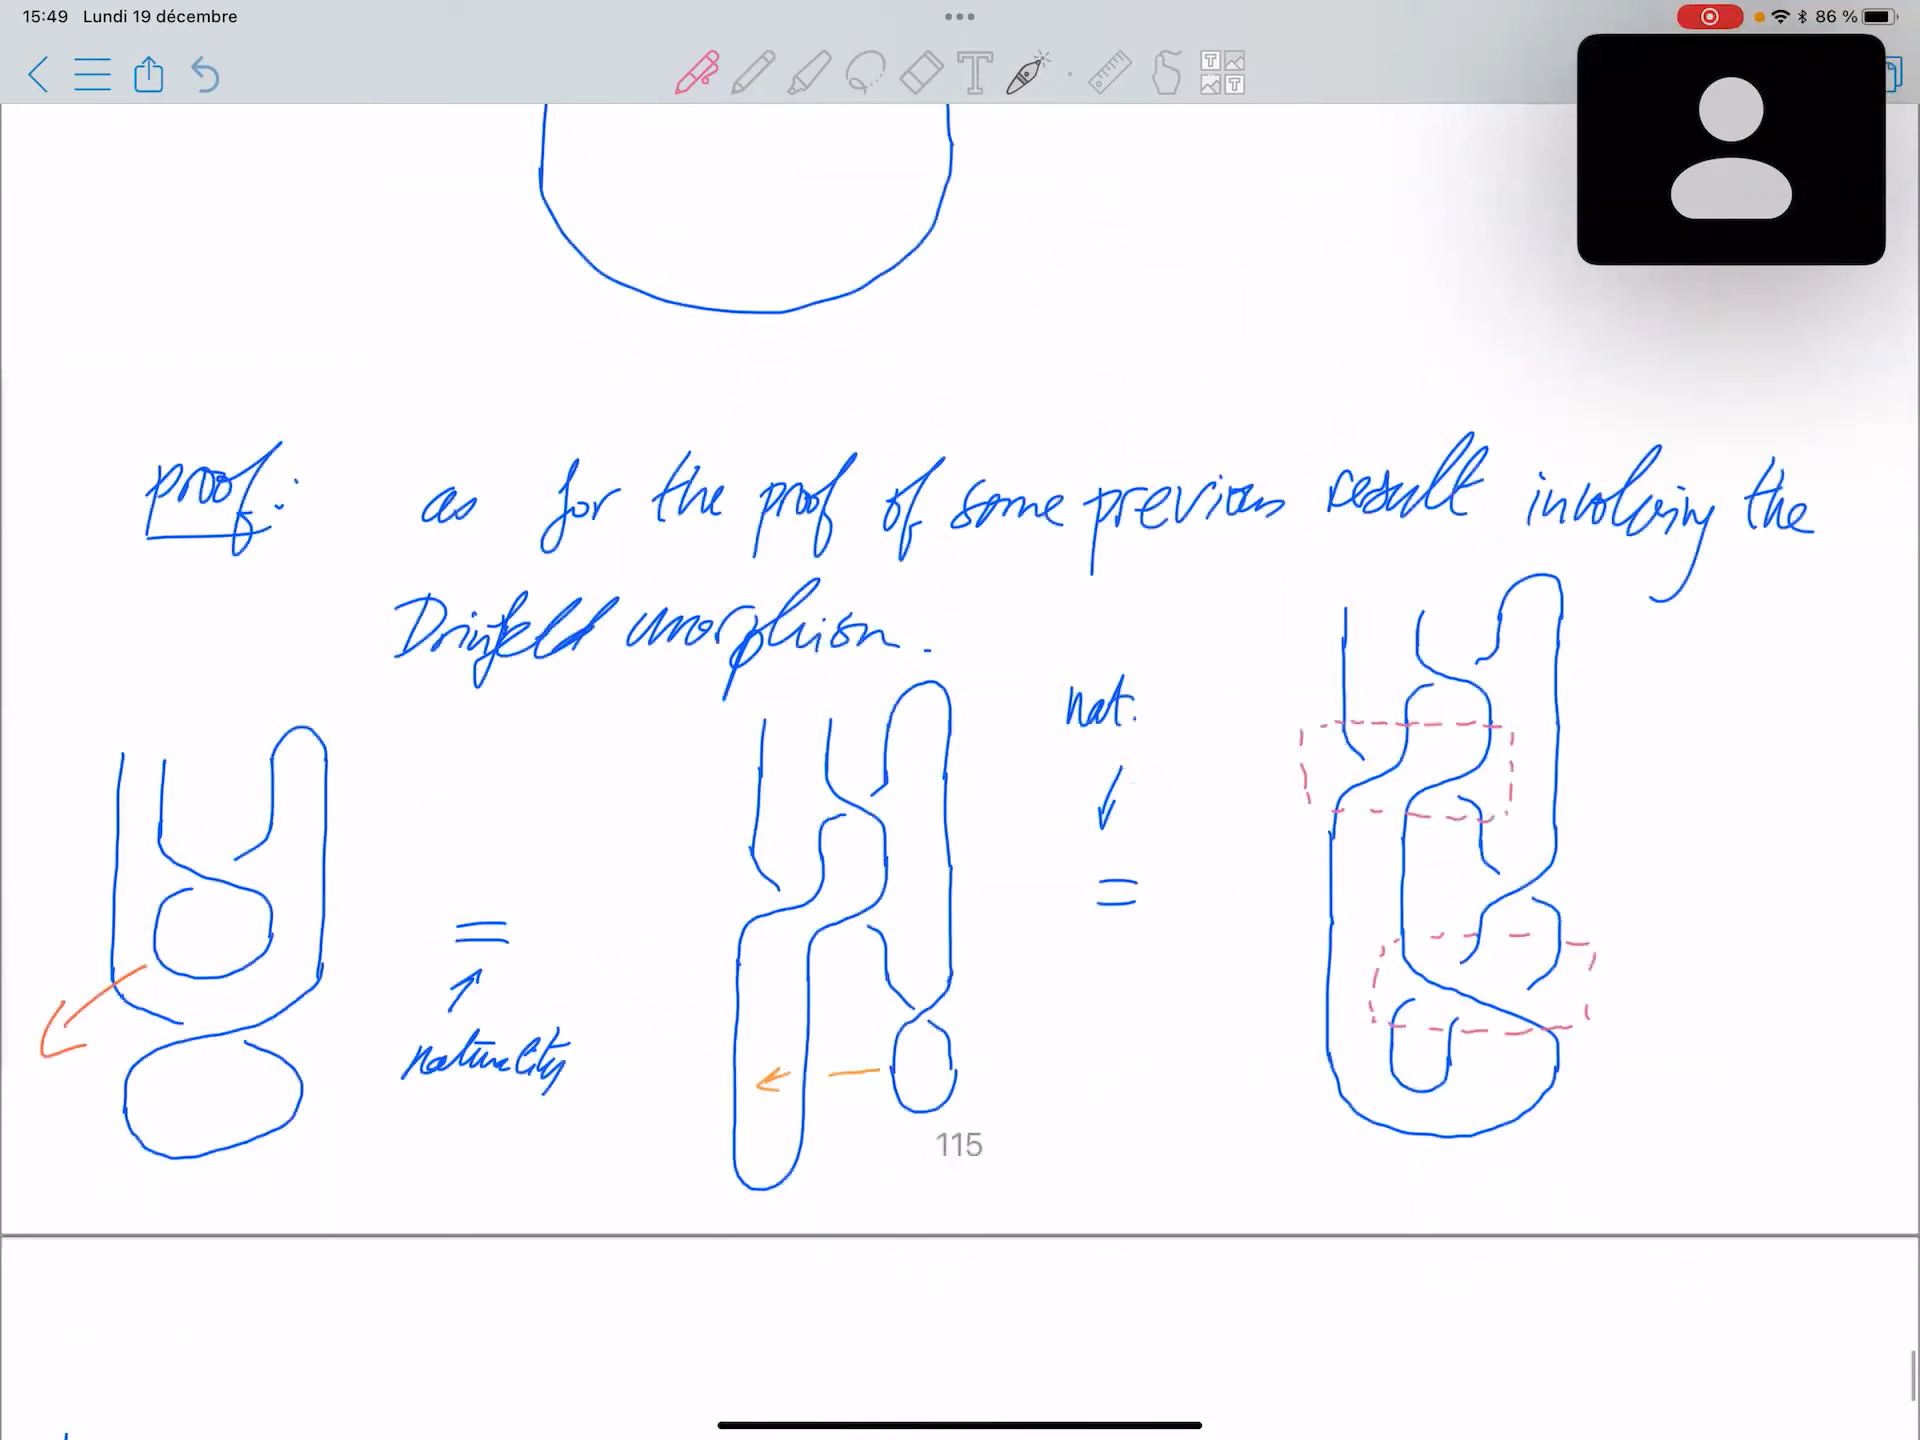 15:49 Lundi 19 décembre
86 %
proof: as for the proof of some previous result involving the
Drinfeld morphism.
nat.
=
=
naturality
115